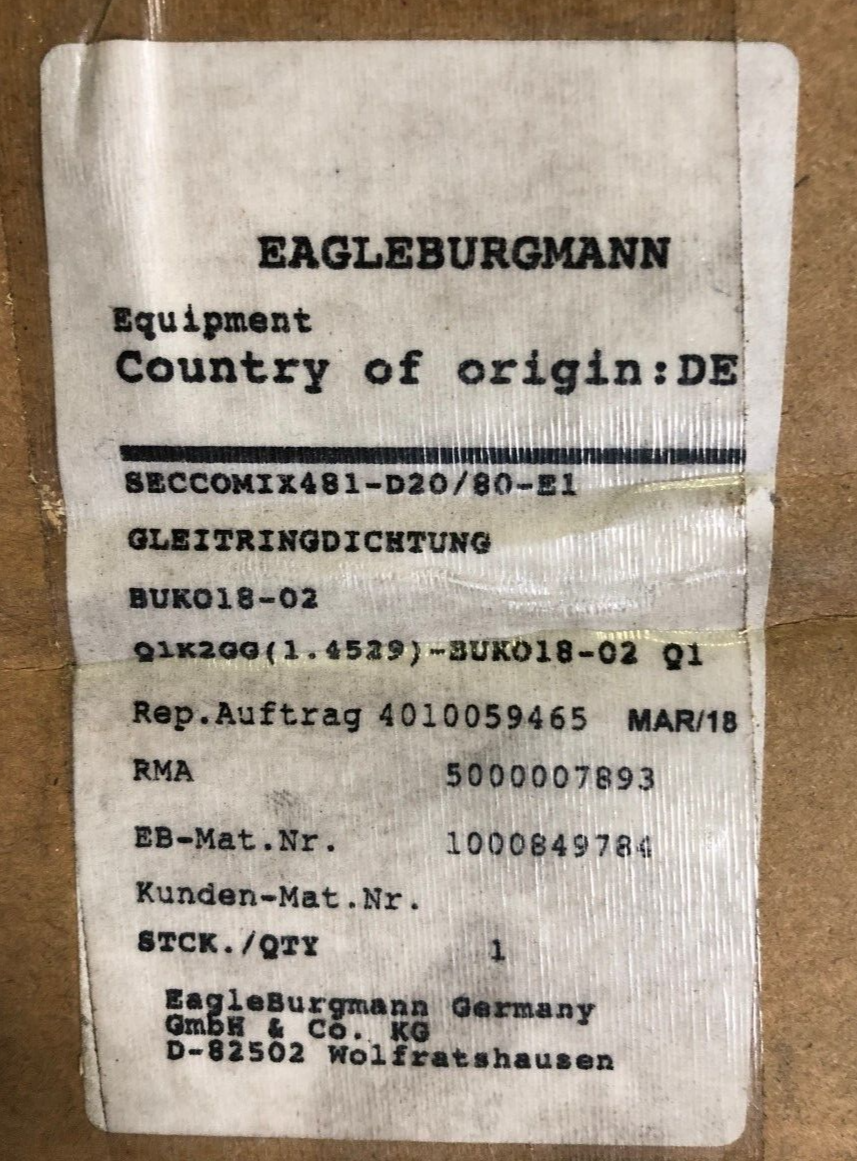 EAGLEBURGMANN
Equipment
Country of origin:DE
SECCOMIX481-D20/80-E1
GLEITRINGDICHTUNG
BUKO18-02
Q1K2GG(1.4529)-BUKO18-02 Q1
Rep.Auftrag 4010059465 MAR/18
RMA 5000007893
EB-Mat.Nr. 1000849784
Kunden-Mat.Nr.
STCK./QTY 1
EagleBurgmann Germany
GmbH & Co. KG
D-82502 Wolfratshausen